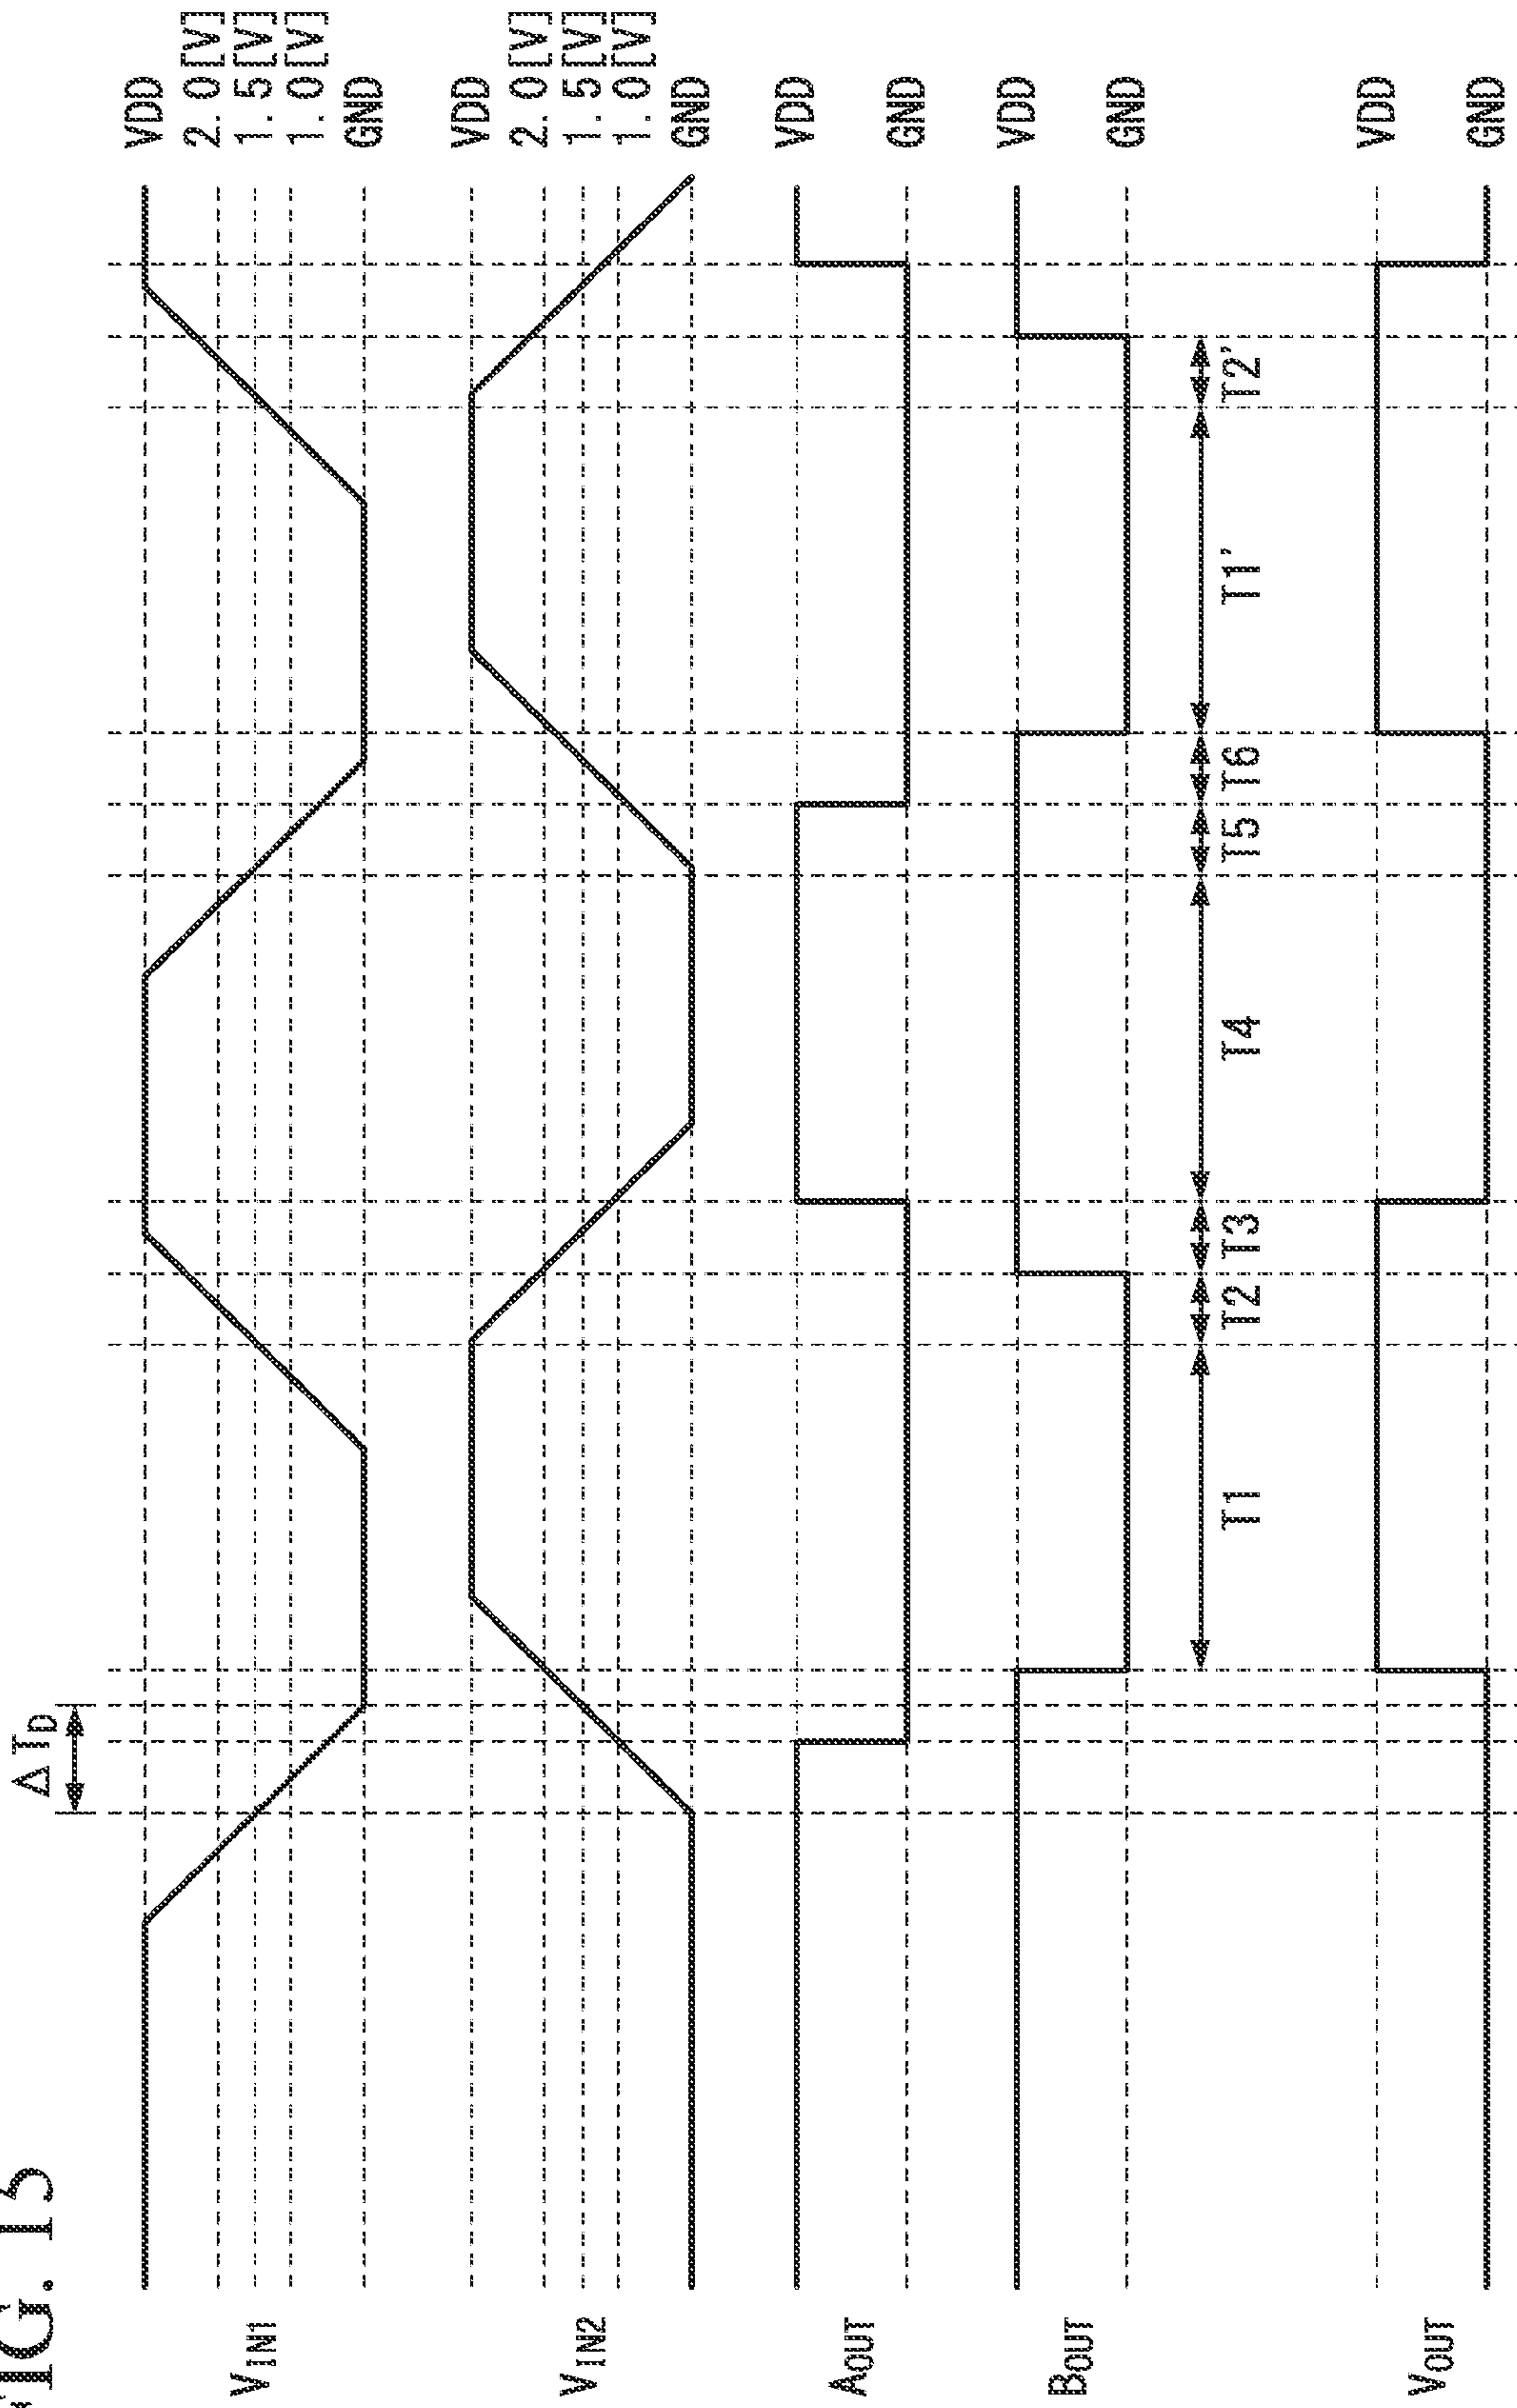 FIG. 15
ΔTD
VIN1
VDD
2.0[V]
1.5[V]
1.0[V]
GND
VIN2
VDD
2.0[V]
1.5[V]
1.0[V]
GND
AOUT
VDD
GND
BOUT
VDD
GND
T1
T2
T3
T4
T5
T6
T1’
T2’
VOUT
VDD
GND